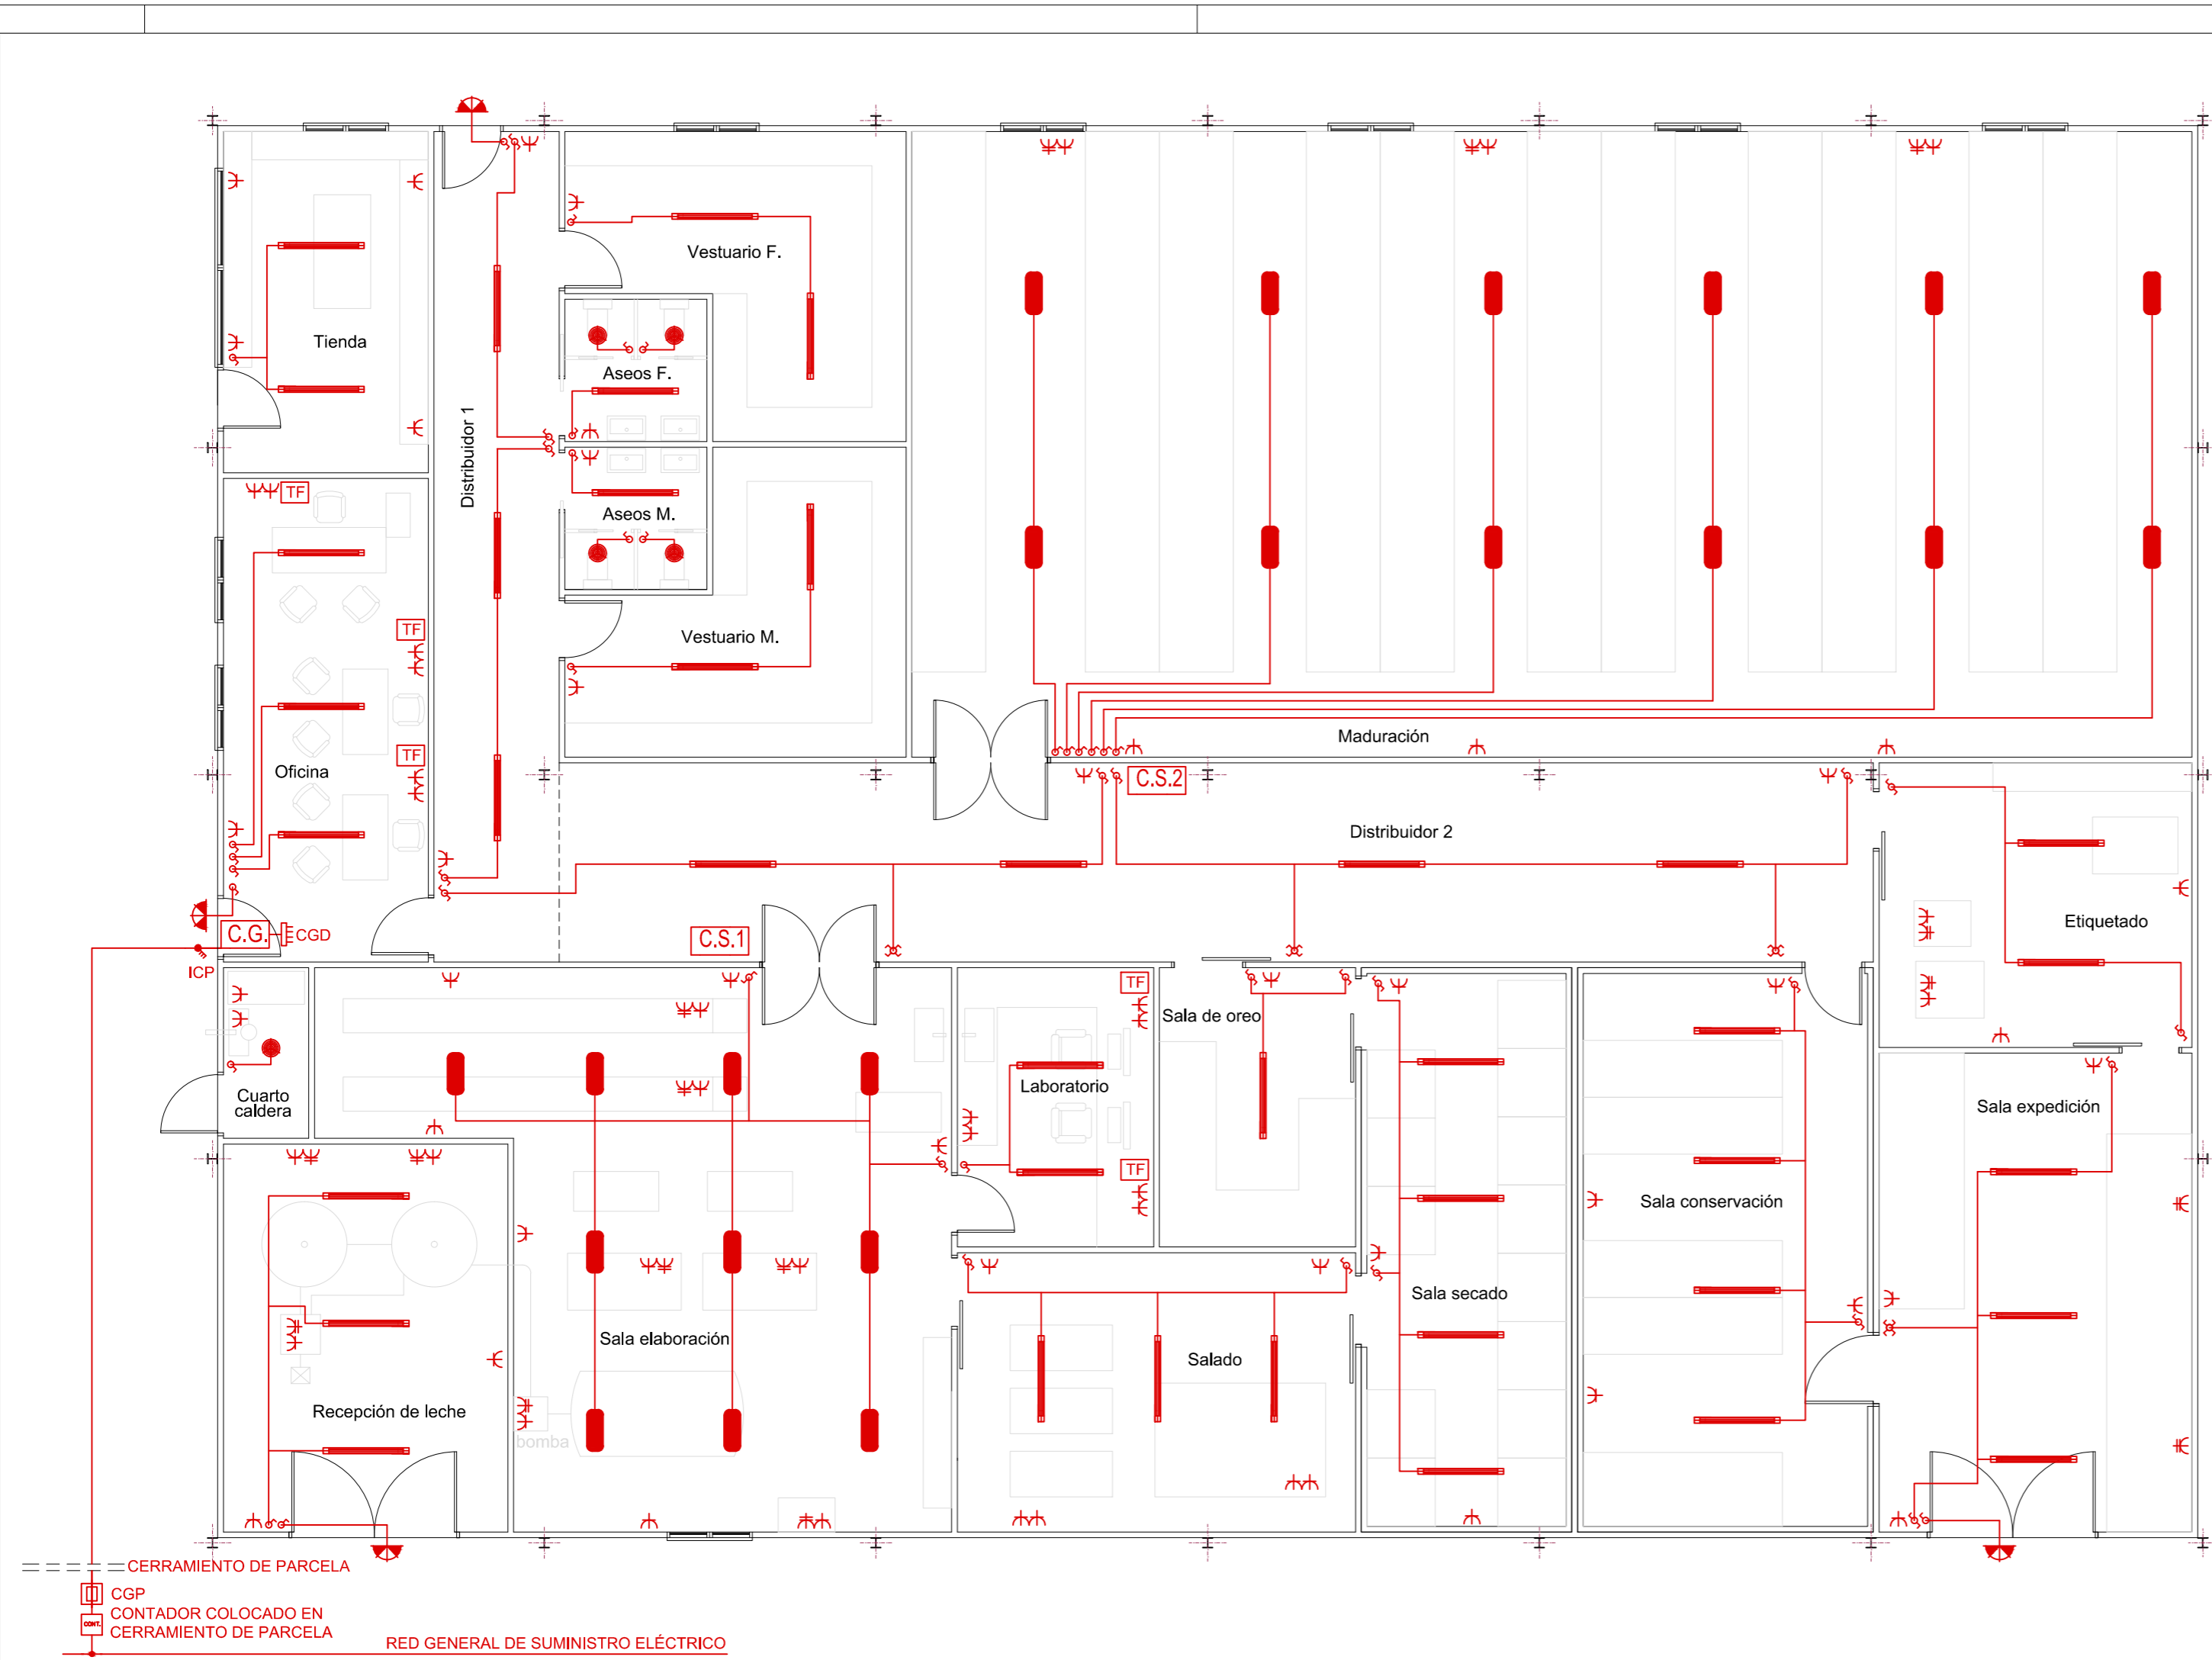 Vestuario F.
Tienda
Aseos F.
Distribuidor 1
TF
Aseos M.
TF
Vestuario M.
Maduración
TF
Oficina
C.S.2
Distribuidor 2
C.G.
CGD
C.S.1
Etiquetado
ICP
TF
Sala de oreo
Cuarto
caldera
Laboratorio
Sala expedición
TF
Sala conservación
Sala secado
Sala elaboración
Salado
Recepción de leche
bomba
CERRAMIENTO DE PARCELA
CGP
CONTADOR COLOCADO EN
CERRAMIENTO DE PARCELA
CONT.
RED GENERAL DE SUMINISTRO ELÉCTRICO